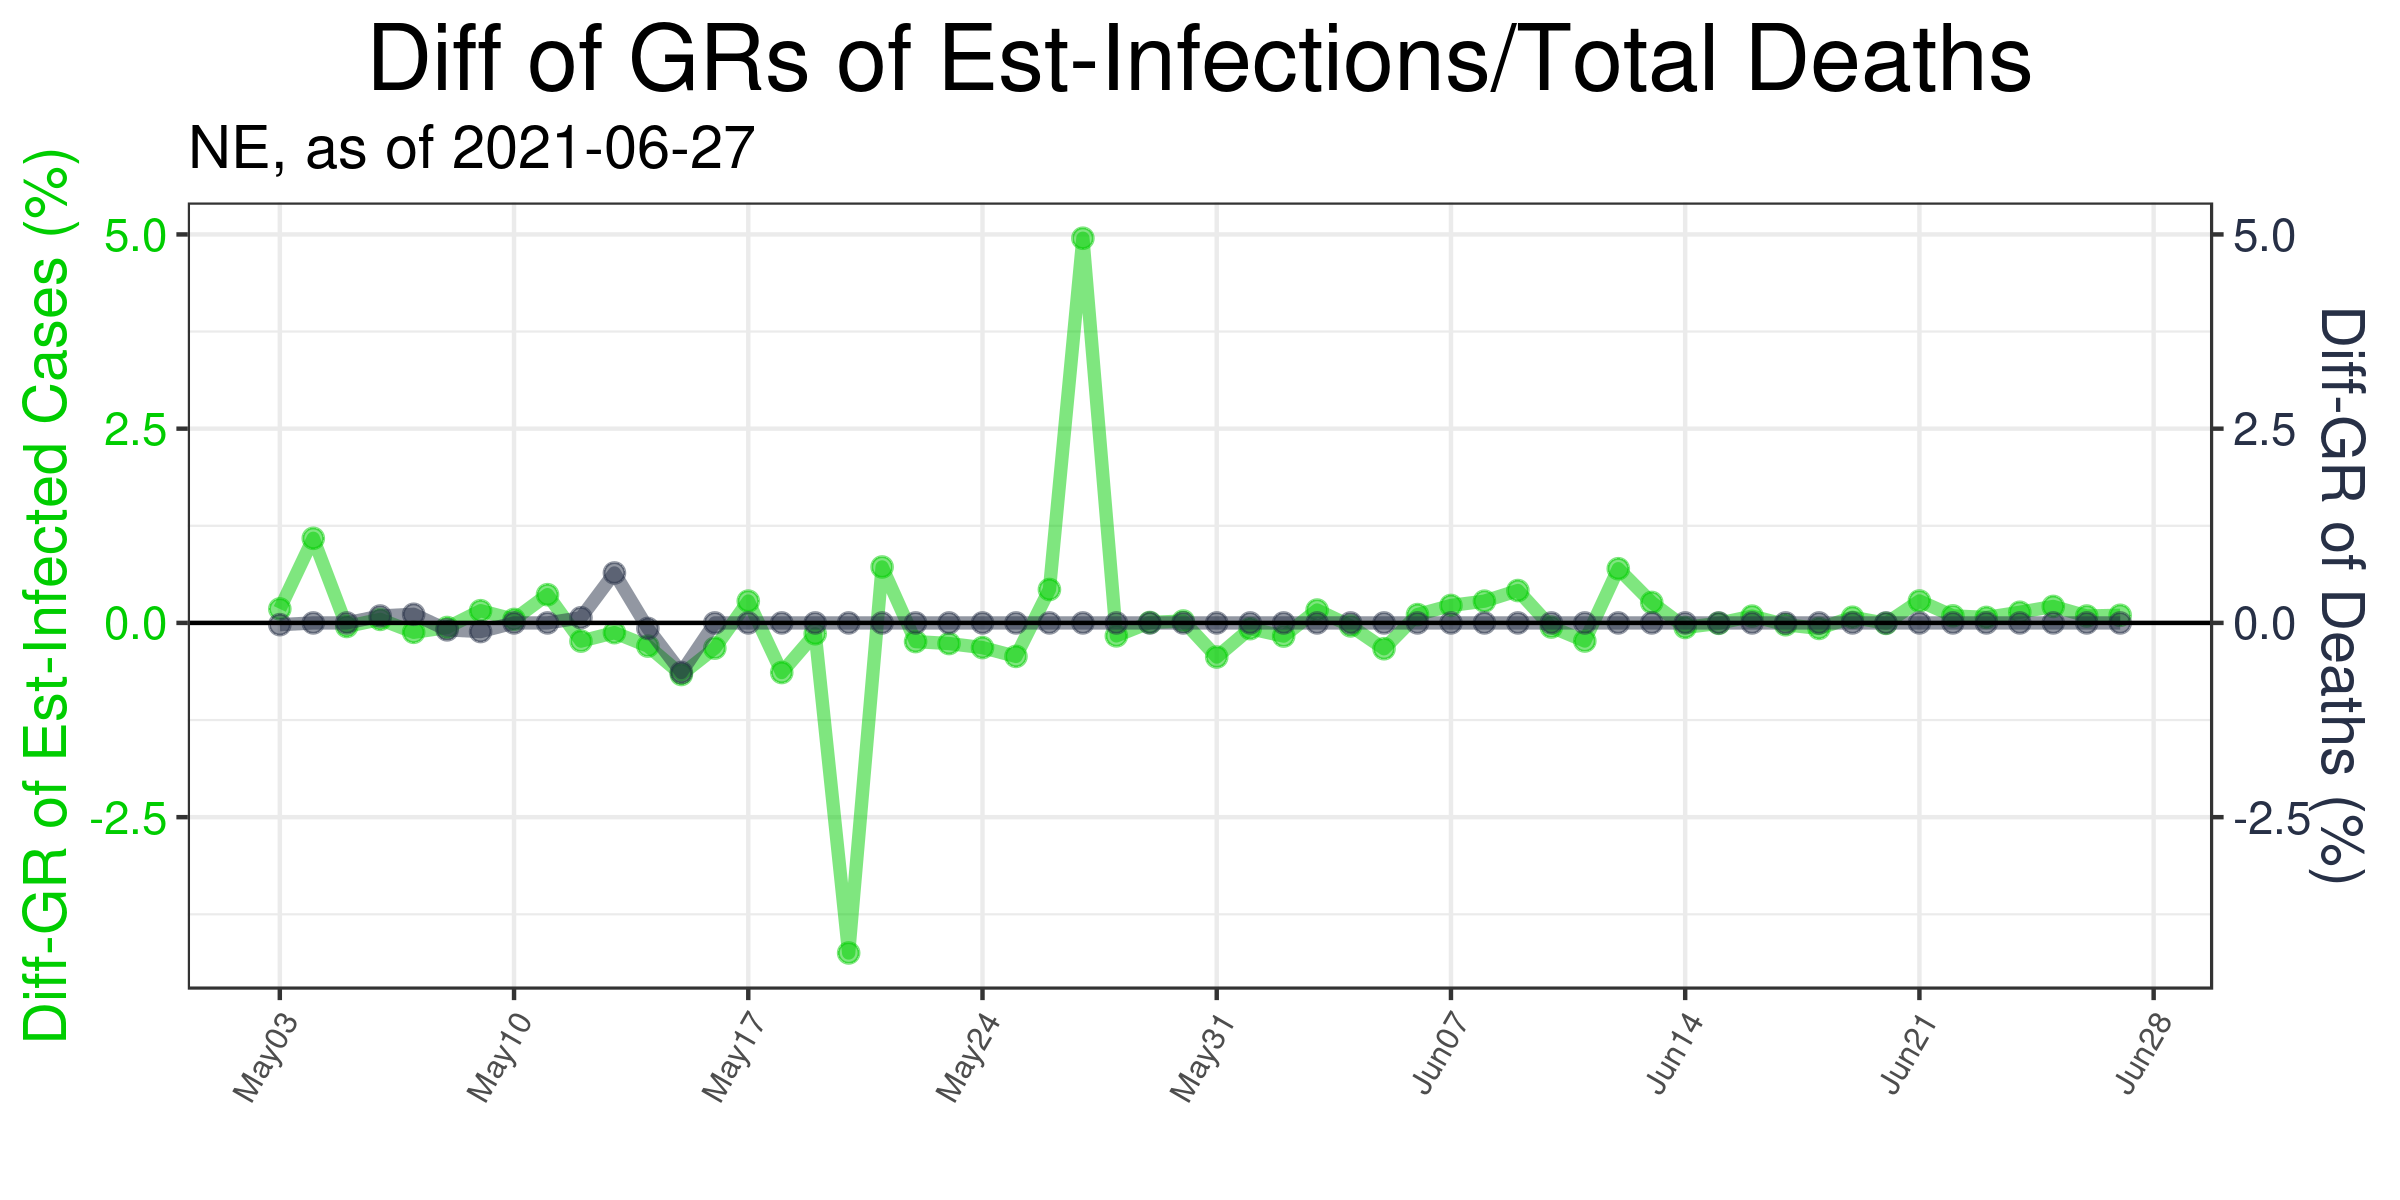 Diff of GRs of Est-Infections/Total Deaths
NE, as of 2021-06-27
Diff-GR of Est-Infected Cases (%)
5.0
2.5
0.0
-2.5
5.0
2.5
0.0
-2.5
Diff-GR of Deaths (%)
May03
May10
May17
May24
May31
Jun07
Jun14
Jun21
Jun28